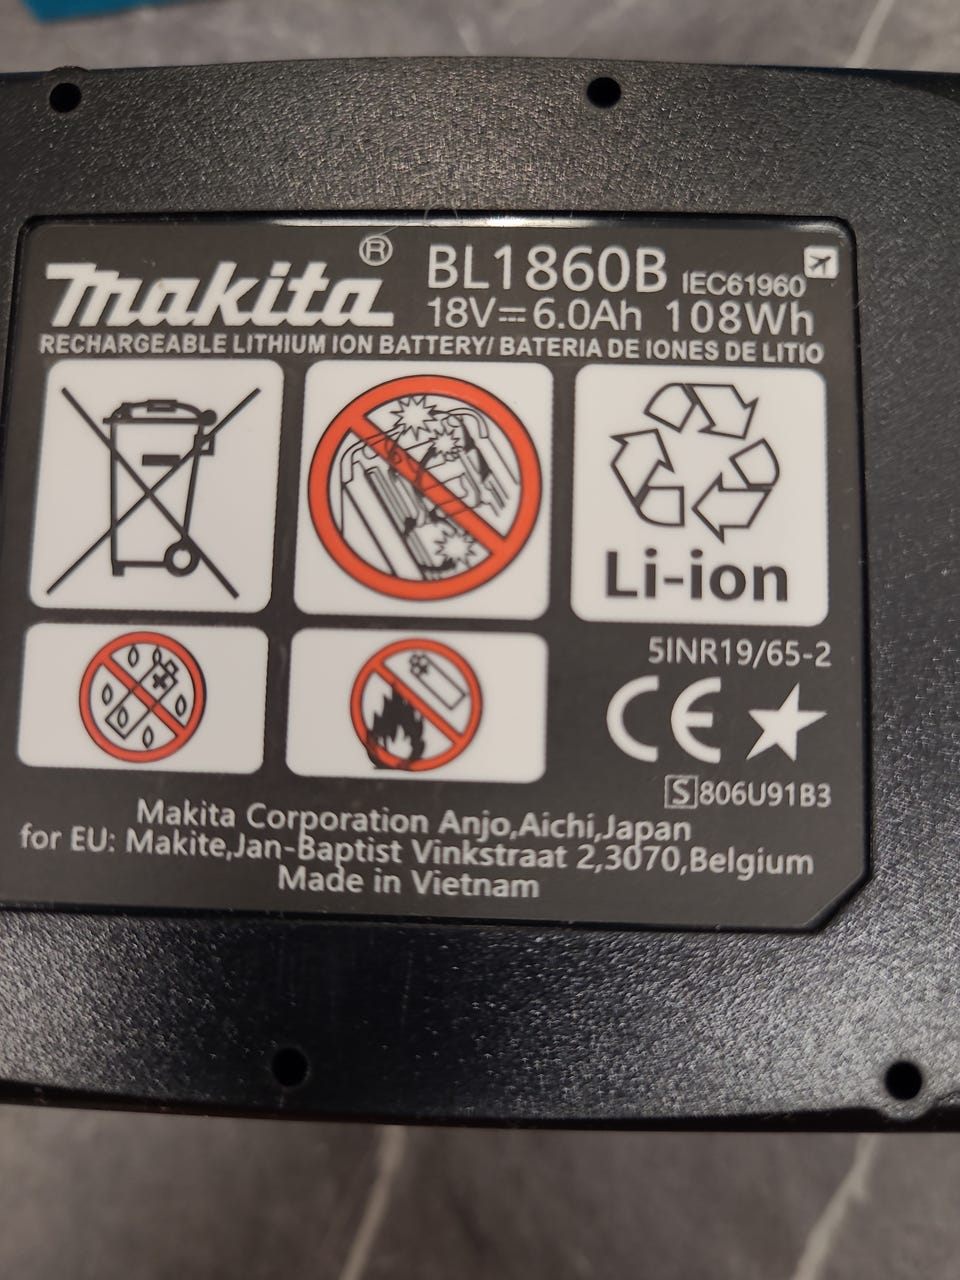 makita®
BL1860B IEC61960
18V⎓6.0Ah 108Wh
RECHARGEABLE LITHIUM ION BATTERY/ BATERIA DE IONES DE LITIO
Li-ion
5INR19/65-2
CE
S 806U91B3
Makita Corporation Anjo,Aichi,Japan
for EU: Makite,Jan-Baptist Vinkstraat 2,3070,Belgium
Made in Vietnam